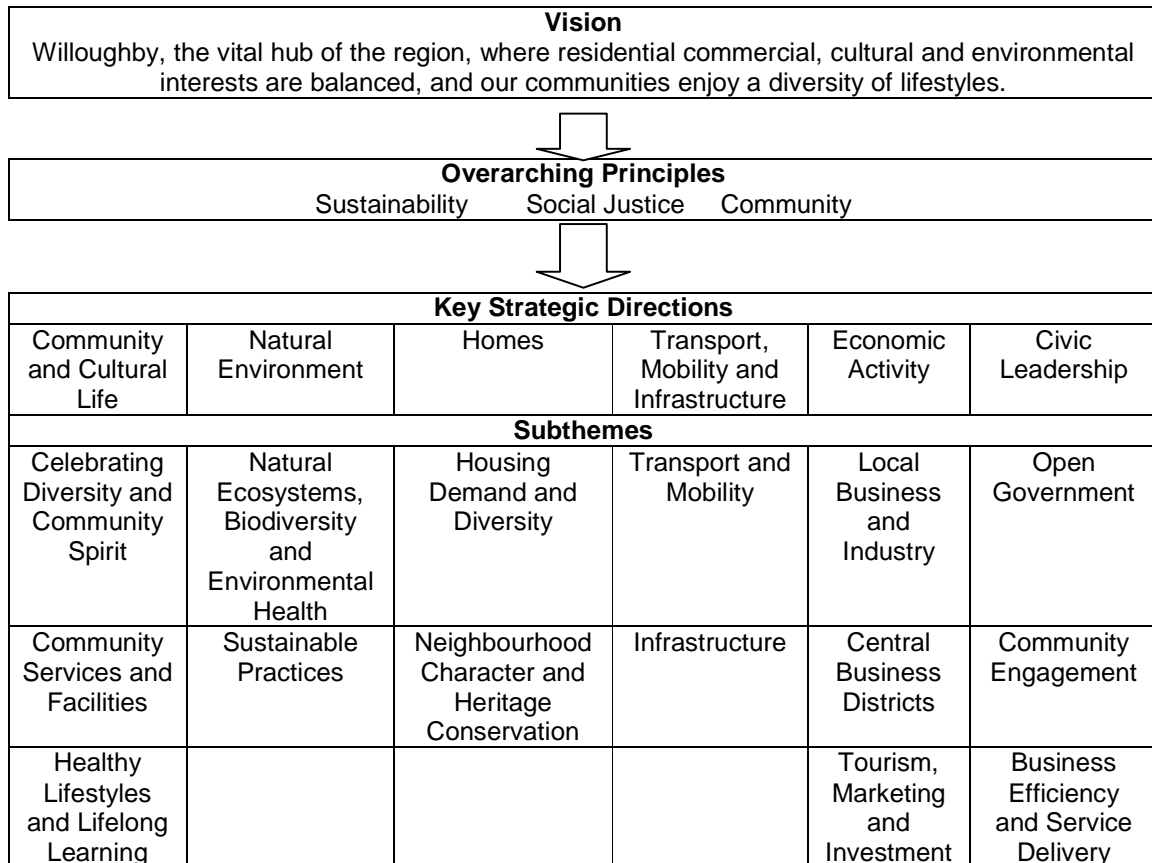 Vision
Willoughby, the vital hub of the region, where residential commercial, cultural and environmental
interests are balanced, and our communities enjoy a diversity of lifestyles.
Overarching Principles
Sustainability Social Justice Community
Key Strategic Directions
Community
and Cultural
Life
Natural
Environment
Homes
Transport,
Mobility and
Infrastructure
Economic
Activity
Civic
Leadership
Subthemes
Celebrating
Diversity and
Community
Spirit
Natural
Ecosystems,
Biodiversity
and
Environmental
Health
Housing
Demand and
Diversity
Transport and
Mobility
Local
Business
and
Industry
Open
Government
Community
Services and
Facilities
Sustainable
Practices
Neighbourhood
Character and
Heritage
Conservation
Infrastructure
Central
Business
Districts
Community
Engagement
Healthy
Lifestyles
and Lifelong
Learning
Tourism,
Marketing
and
Investment
Business
Efficiency
and Service
Delivery